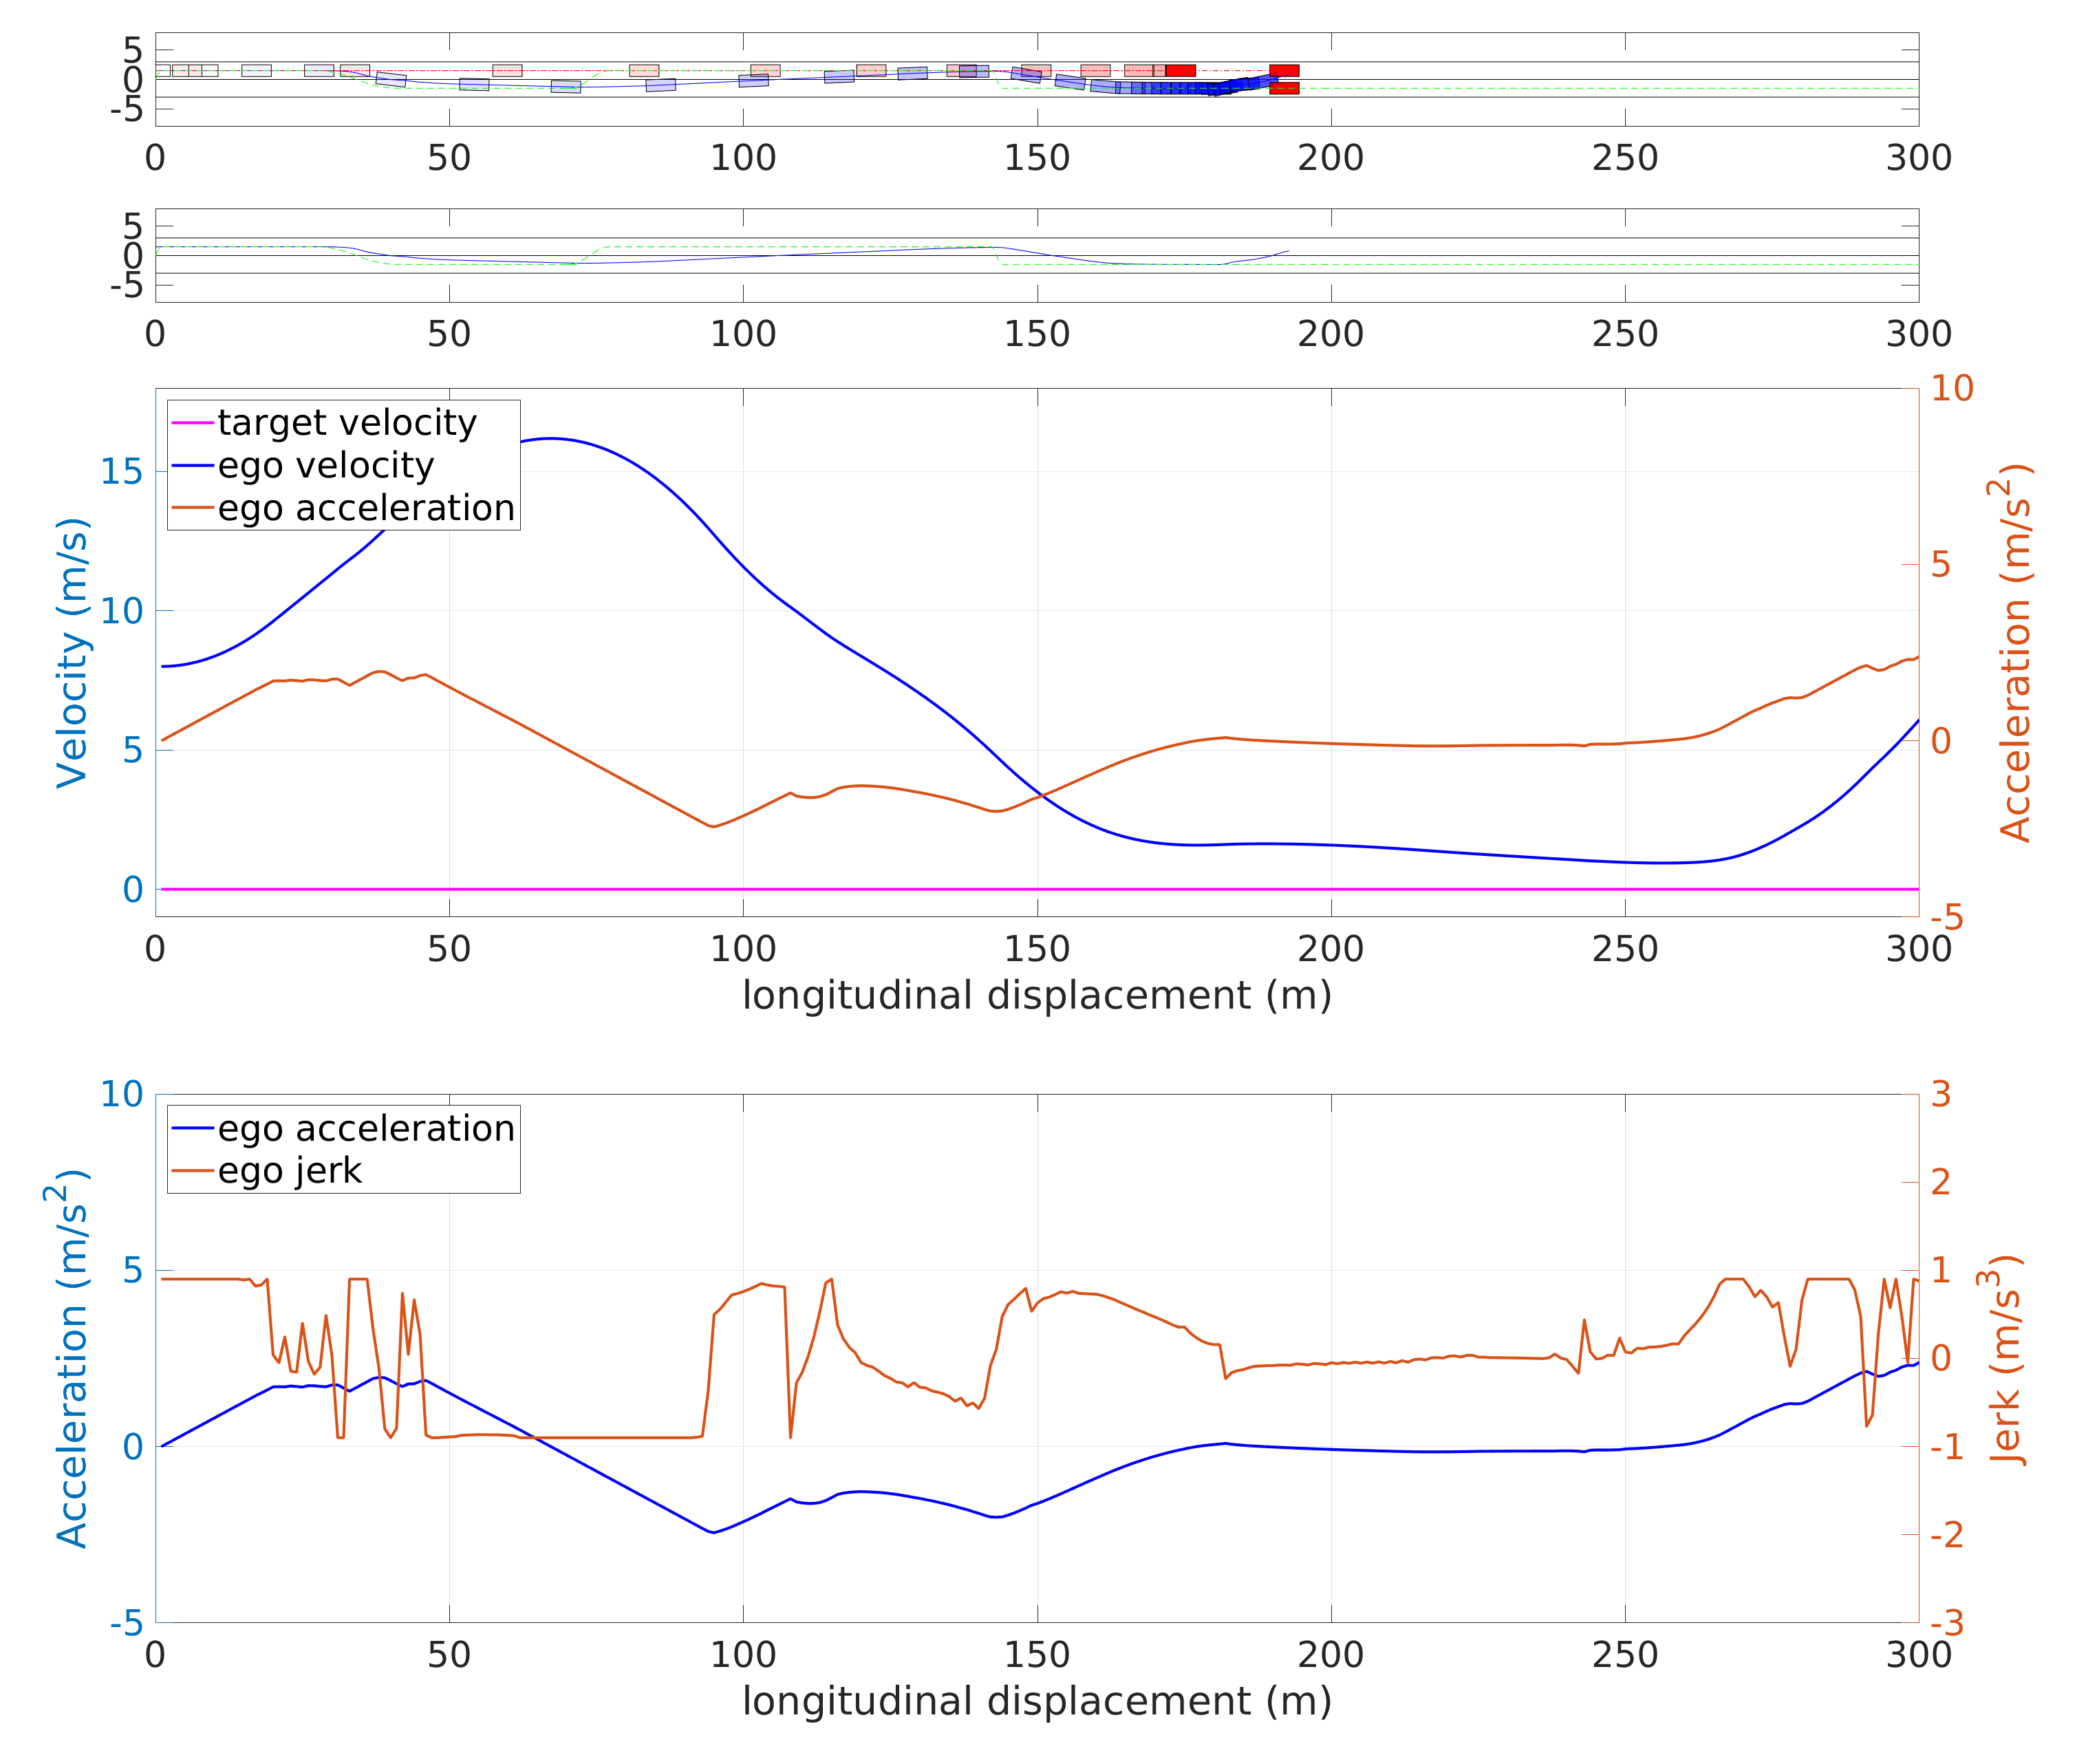 5
0
-5
0 50 100 150 200 250 300
5
0
-5
0 50 100 150 200 250 300
target velocity
ego velocity
ego acceleration
Velocity (m/s)
15
10
5
0
10
5
0
-5
Acceleration (m/s²)
0 50 100 150 200 250 300
longitudinal displacement (m)
ego acceleration
ego jerk
Acceleration (m/s²)
10
5
0
-5
3
2
1
0
-1
-2
-3
Jerk (m/s³)
0 50 100 150 200 250 300
longitudinal displacement (m)